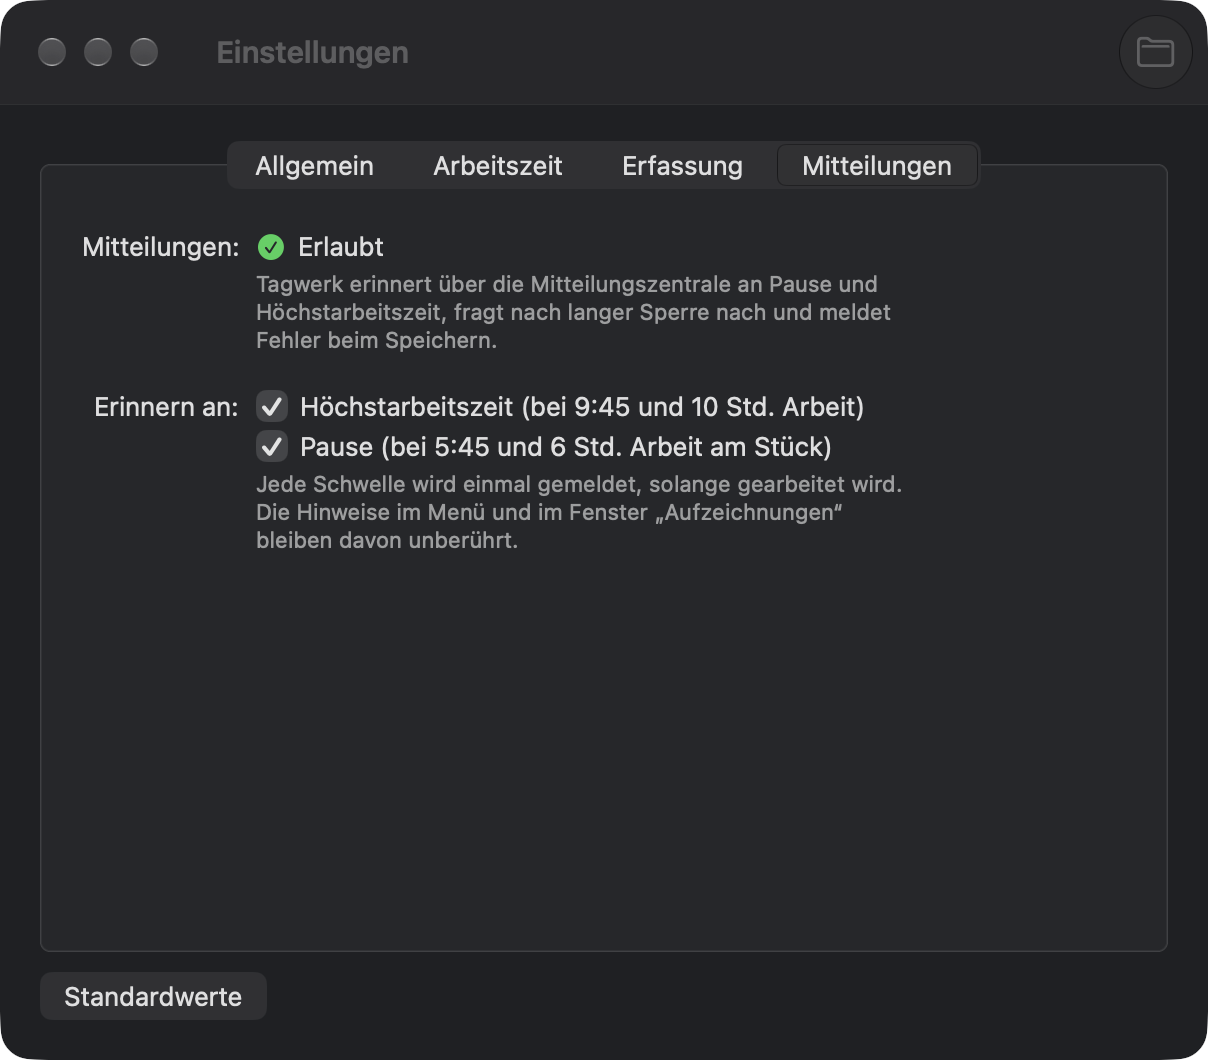 Einstellungen
Allgemein Arbeitszeit Erfassung Mitteilungen
Mitteilungen: Erlaubt
Tagwerk erinnert über die Mitteilungszentrale an Pause und
Höchstarbeitszeit, fragt nach langer Sperre nach und meldet
Fehler beim Speichern.
Erinnern an: Höchstarbeitszeit (bei 9:45 und 10 Std. Arbeit)
Pause (bei 5:45 und 6 Std. Arbeit am Stück)
Jede Schwelle wird einmal gemeldet, solange gearbeitet wird.
Die Hinweise im Menü und im Fenster „Aufzeichnungen“
bleiben davon unberührt.
Standardwerte